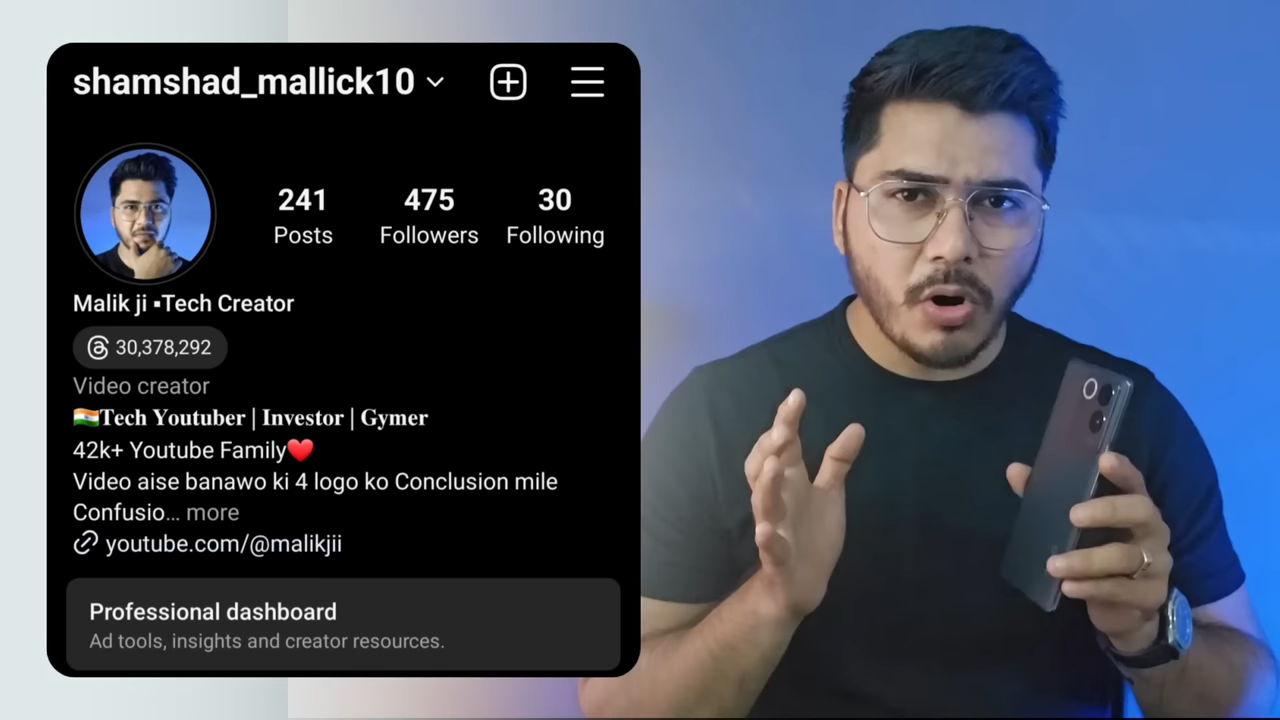 shamshad_mallick10
241 475 30
Posts Followers Following
Malik ji ▪Tech Creator
30,378,292
Video creator
🇮🇳Tech Youtuber | Investor | Gymer
42k+ Youtube Family❤️
Video aise banawo ki 4 logo ko Conclusion mile
Confusio... more
youtube.com/@malikjii
Professional dashboard
Ad tools, insights and creator resources.